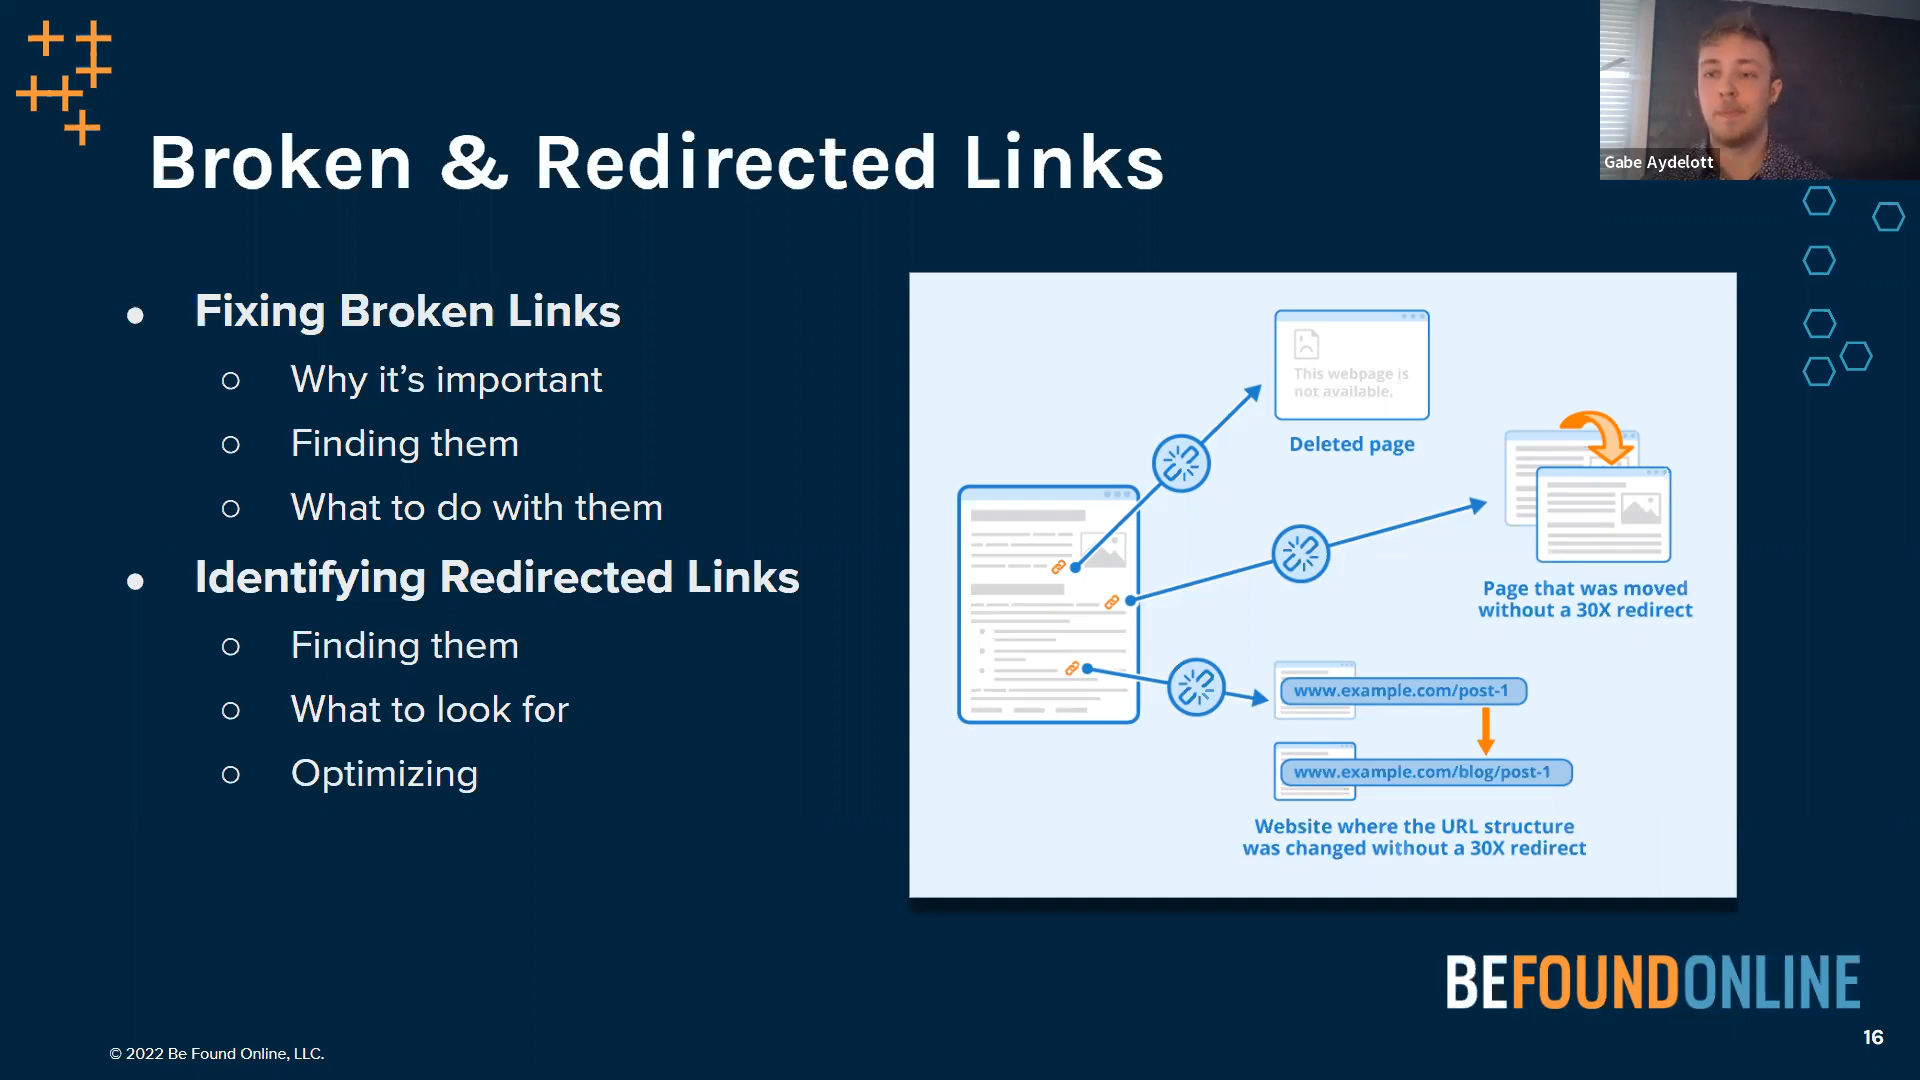 Gabe Aydelott
Broken & Redirected Links
● Fixing Broken Links
○ Why it’s important
○ Finding them
○ What to do with them
● Identifying Redirected Links
○ Finding them
○ What to look for
○ Optimizing
This webpage is
not available.
Deleted page
Page that was moved
without a 30X redirect
www.example.com/post-1
www.example.com/blog/post-1
Website where the URL structure
was changed without a 30X redirect
BEFOUNDONLINE
16
© 2022 Be Found Online, LLC.